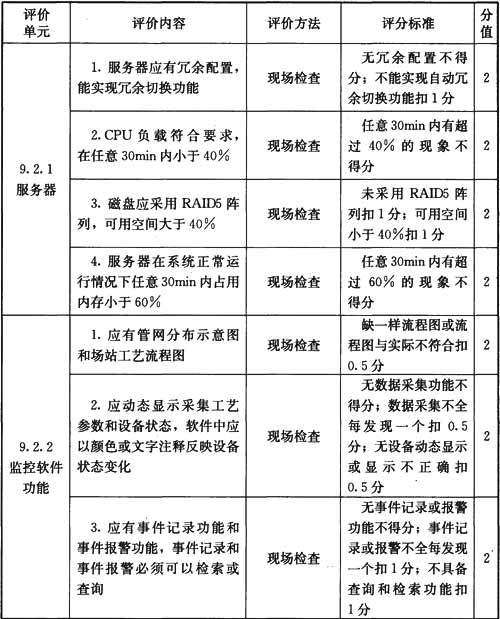 评价
单元
评价内容
评价方法
评分标准
分
值
9.2.1
服务器
1. 服务器应有冗余配置,
能实现冗余切换功能
现场检查
无冗余配置不得
分;不能实现自动冗
余切换功能扣1分
2
2.CPU负载符合要求,
在任意30min内小于40%
现场检查
任意30min内有超
过40%的现象不
得分
2
3. 磁盘应采用RAID5阵
列,可用空间大于40%
现场检查
未采用RAID5阵
列扣1分;可用空间
小于40%扣1分
2
4. 服务器在系统正常运
行情况下任意30min内占用
内存小于60%
现场检查
任意30min内有超
过60%的现象不
得分
2
9.2.2
监控软件
功能
1. 应有管网分布示意图
和场站工艺流程图
现场检查
缺一样流程图或流
程图与实际不符合扣
0.5分
2
2. 应动态显示采集工艺
参数和设备状态,软件中应
以颜色或文字注释反映设备
状态变化
现场检查
无数据采集功能不
得分;数据采集不全
每发现一个扣0.5
分;无设备动态显示
或显示不正确扣
0.5分
2
3. 应有事件记录功能和
事件报警功能,事件记录和
事件报警必须可以检索或
查询
现场检查
无事件记录或报警
功能不得分;事件记
录或报警不全每发现
一个扣1分;不具备
查询和检索功能扣
1分
2